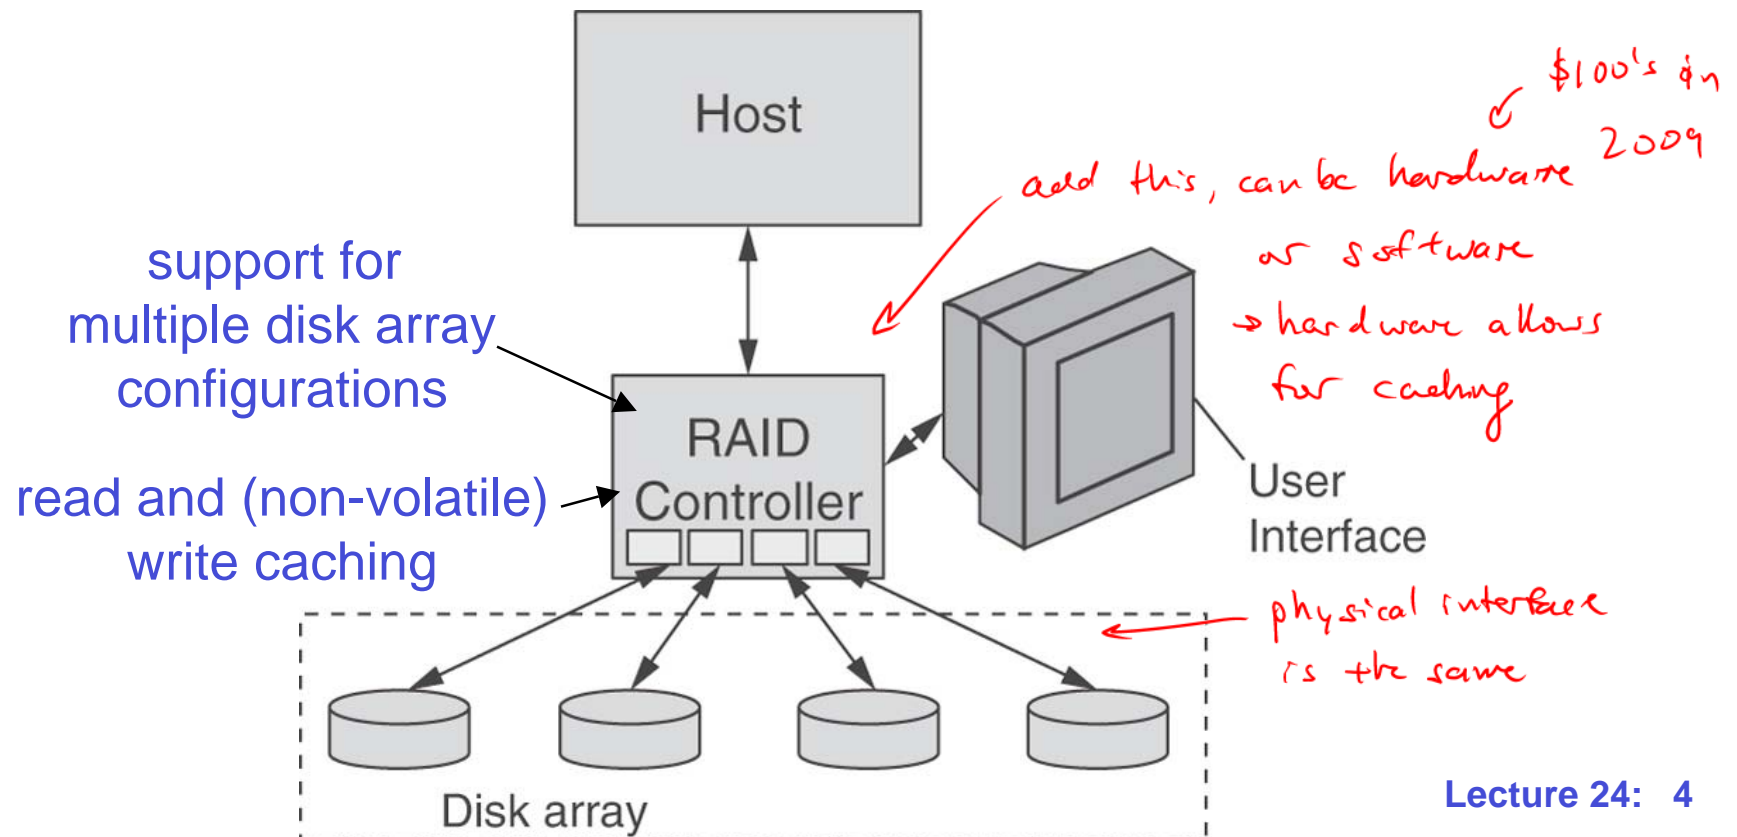 Host
$100's in
2009
add this, can be hardware
or software
→ hardware allows
for caching
support for
multiple disk array
configurations
RAID
Controller
read and (non-volatile)
write caching
User
Interface
physical interface
is the same
Disk array
Lecture 24: 4